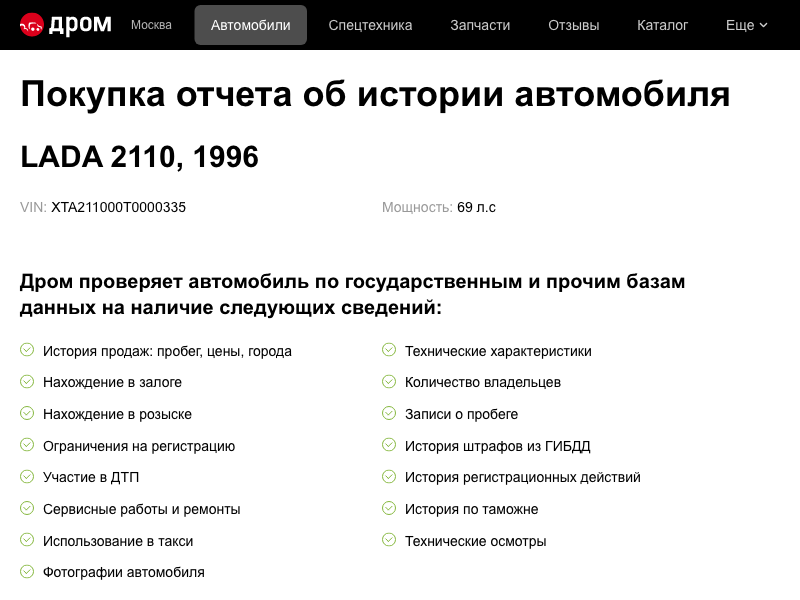 дром Москва Автомобили Спецтехника Запчасти Отзывы Каталог Еще
Покупка отчета об истории автомобиля
LADA 2110, 1996
VIN: XTA211000T0000335 Мощность: 69 л.с
Дром проверяет автомобиль по государственным и прочим базам
данных на наличие следующих сведений:
История продаж: пробег, цены, города
Нахождение в залоге
Нахождение в розыске
Ограничения на регистрацию
Участие в ДТП
Сервисные работы и ремонты
Использование в такси
Фотографии автомобиля
Технические характеристики
Количество владельцев
Записи о пробеге
История штрафов из ГИБДД
История регистрационных действий
История по таможне
Технические осмотры